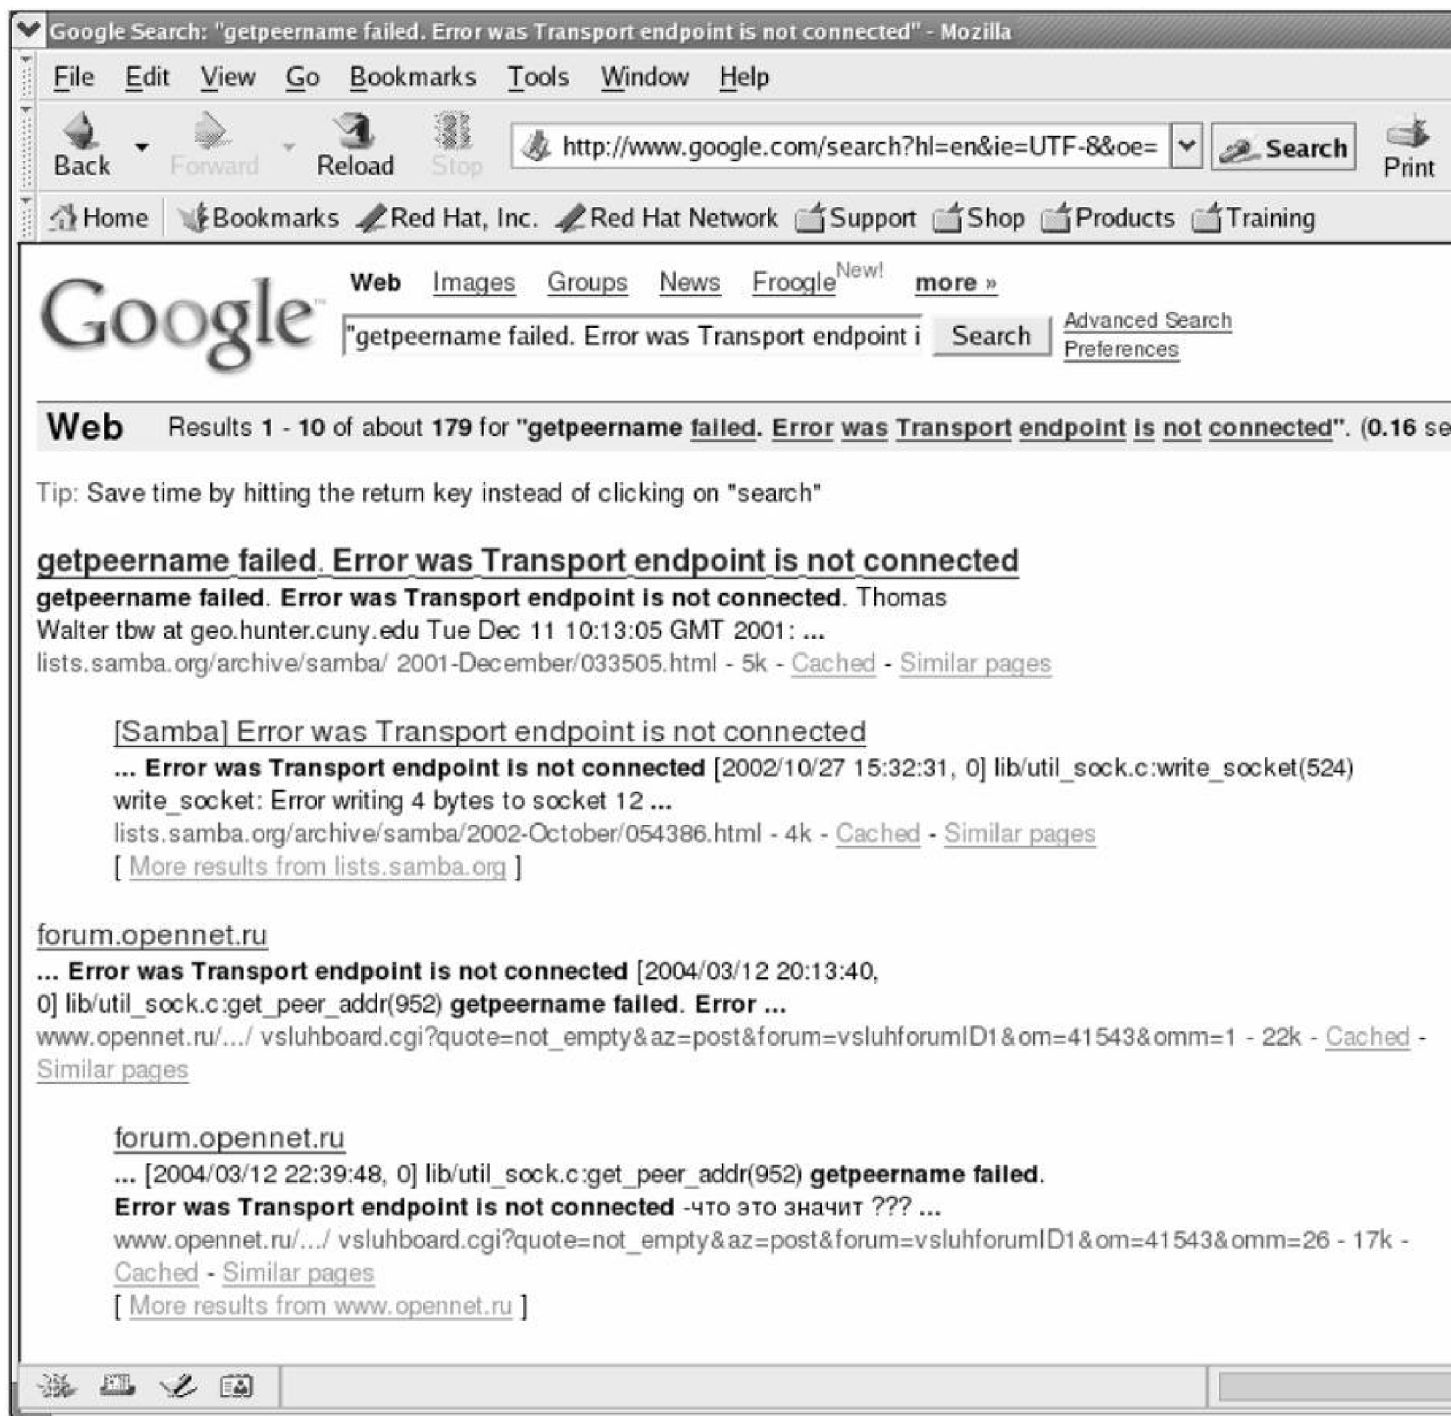 Google Search: "getpeername failed. Error was Transport endpoint is not connected" - Mozilla
File Edit View Go Bookmarks Tools Window Help
Back Forward Reload Stop http://www.google.com/search?hl=en&ie=UTF-8&oe= Search Print
Home Bookmarks Red Hat, Inc. Red Hat Network Support Shop Products Training
Web Images Groups News Froogle New! more »
Google™ "getpeername failed. Error was Transport endpoint i Search Advanced Search
Preferences
Web Results 1 - 10 of about 179 for "getpeername failed. Error was Transport endpoint is not connected". (0.16 se
Tip: Save time by hitting the return key instead of clicking on "search"
getpeername failed. Error was Transport endpoint is not connected
getpeername failed. Error was Transport endpoint is not connected. Thomas
Walter tbw at geo.hunter.cuny.edu Tue Dec 11 10:13:05 GMT 2001: ...
lists.samba.org/archive/samba/ 2001-December/033505.html - 5k - Cached - Similar pages
[Samba] Error was Transport endpoint is not connected
... Error was Transport endpoint is not connected [2002/10/27 15:32:31, 0] lib/util_sock.c:write_socket(524)
write_socket: Error writing 4 bytes to socket 12 ...
lists.samba.org/archive/samba/2002-October/054386.html - 4k - Cached - Similar pages
[ More results from lists.samba.org ]
forum.opennet.ru
... Error was Transport endpoint is not connected [2004/03/12 20:13:40,
0] lib/util_sock.c:get_peer_addr(952) getpeername failed. Error ...
www.opennet.ru/.../ vsluhboard.cgi?quote=not_empty&az=post&forum=vsluhforumID1&om=41543&omm=1 - 22k - Cached -
Similar pages
forum.opennet.ru
... [2004/03/12 22:39:48, 0] lib/util_sock.c:get_peer_addr(952) getpeername failed.
Error was Transport endpoint is not connected -что это значит ??? ...
www.opennet.ru/.../ vsluhboard.cgi?quote=not_empty&az=post&forum=vsluhforumID1&om=41543&omm=26 - 17k -
Cached - Similar pages
[ More results from www.opennet.ru ]